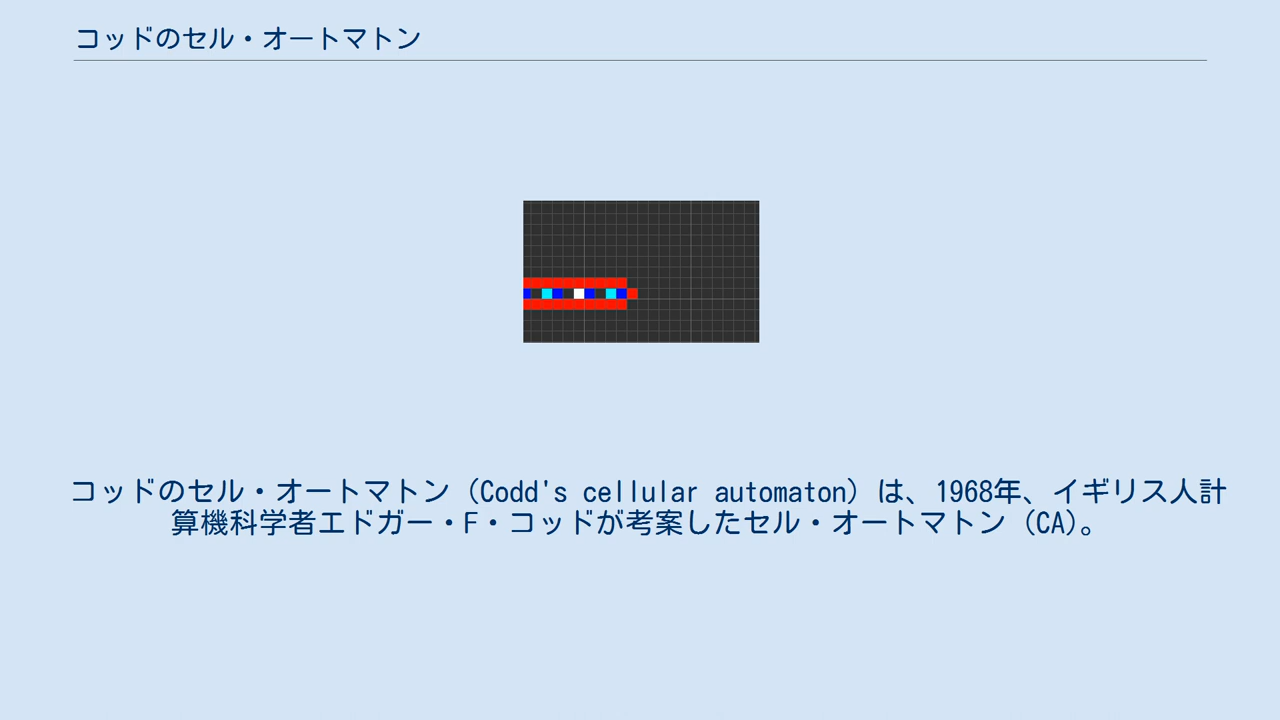 コッドのセル・オートマトン
コッドのセル・オートマトン（Codd's cellular automaton）は、1968年、イギリス人計
算機科学者エドガー・F・コッドが考案したセル・オートマトン（CA）。